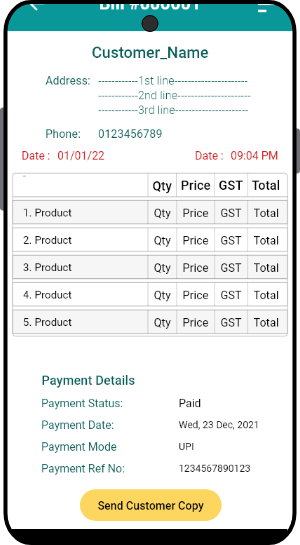 Bill #000001
Customer_Name
Address: ------------1st line----------------------
------------2nd line----------------------
------------3rd line----------------------
Phone: 0123456789
Date : 01/01/22 Date : 09:04 PM
Qty Price GST Total
1. Product Qty Price GST Total
2. Product Qty Price GST Total
3. Product Qty Price GST Total
4. Product Qty Price GST Total
5. Product Qty Price GST Total
Payment Details
Payment Status: Paid
Payment Date: Wed, 23 Dec, 2021
Payment Mode UPI
Payment Ref No: 1234567890123
Send Customer Copy